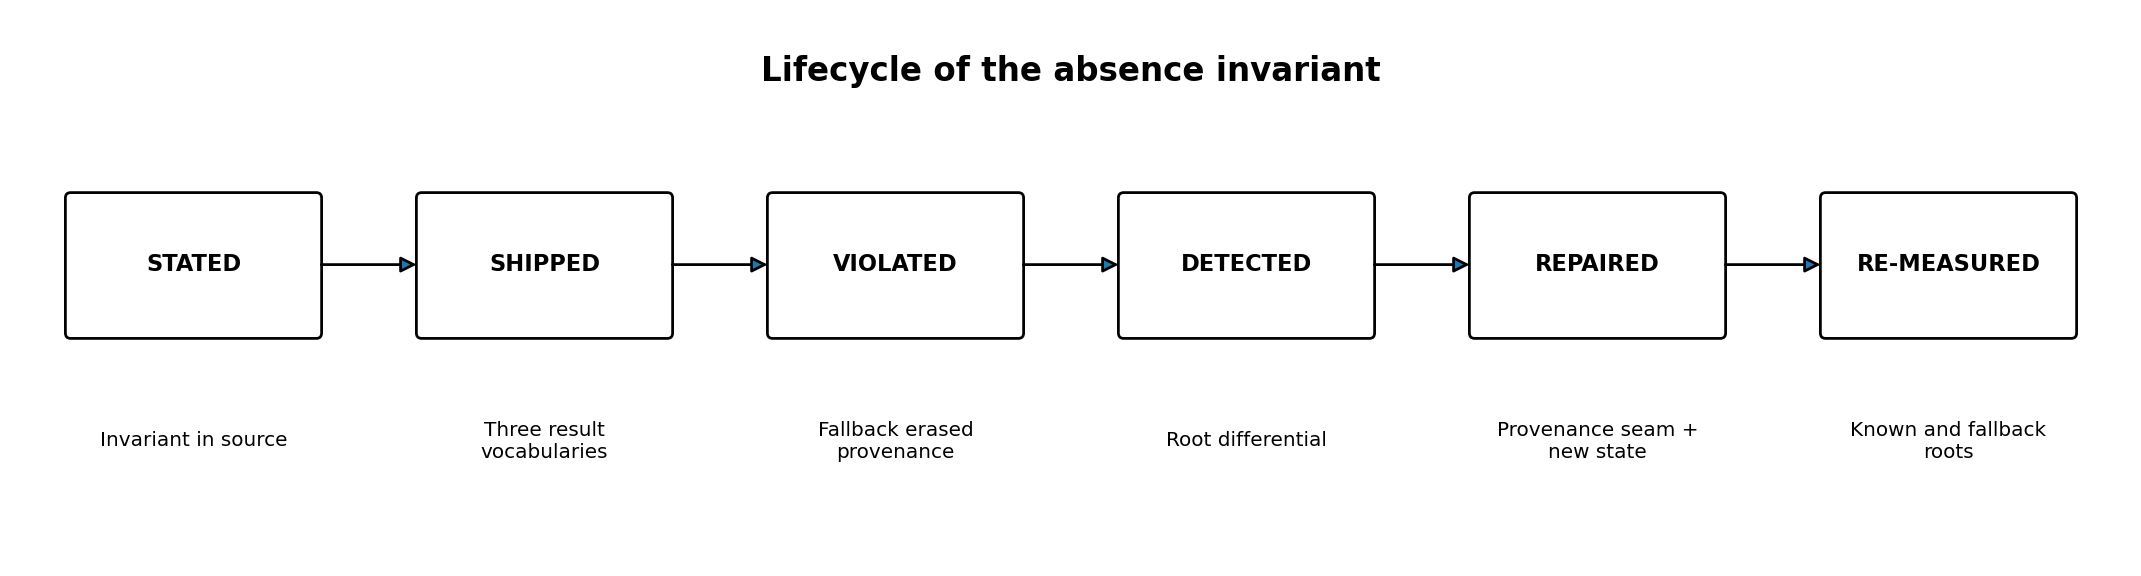 Lifecycle of the absence invariant
STATED
SHIPPED
VIOLATED
DETECTED
REPAIRED
RE-MEASURED
Invariant in source
Three result
vocabularies
Fallback erased
provenance
Root differential
Provenance seam +
new state
Known and fallback
roots